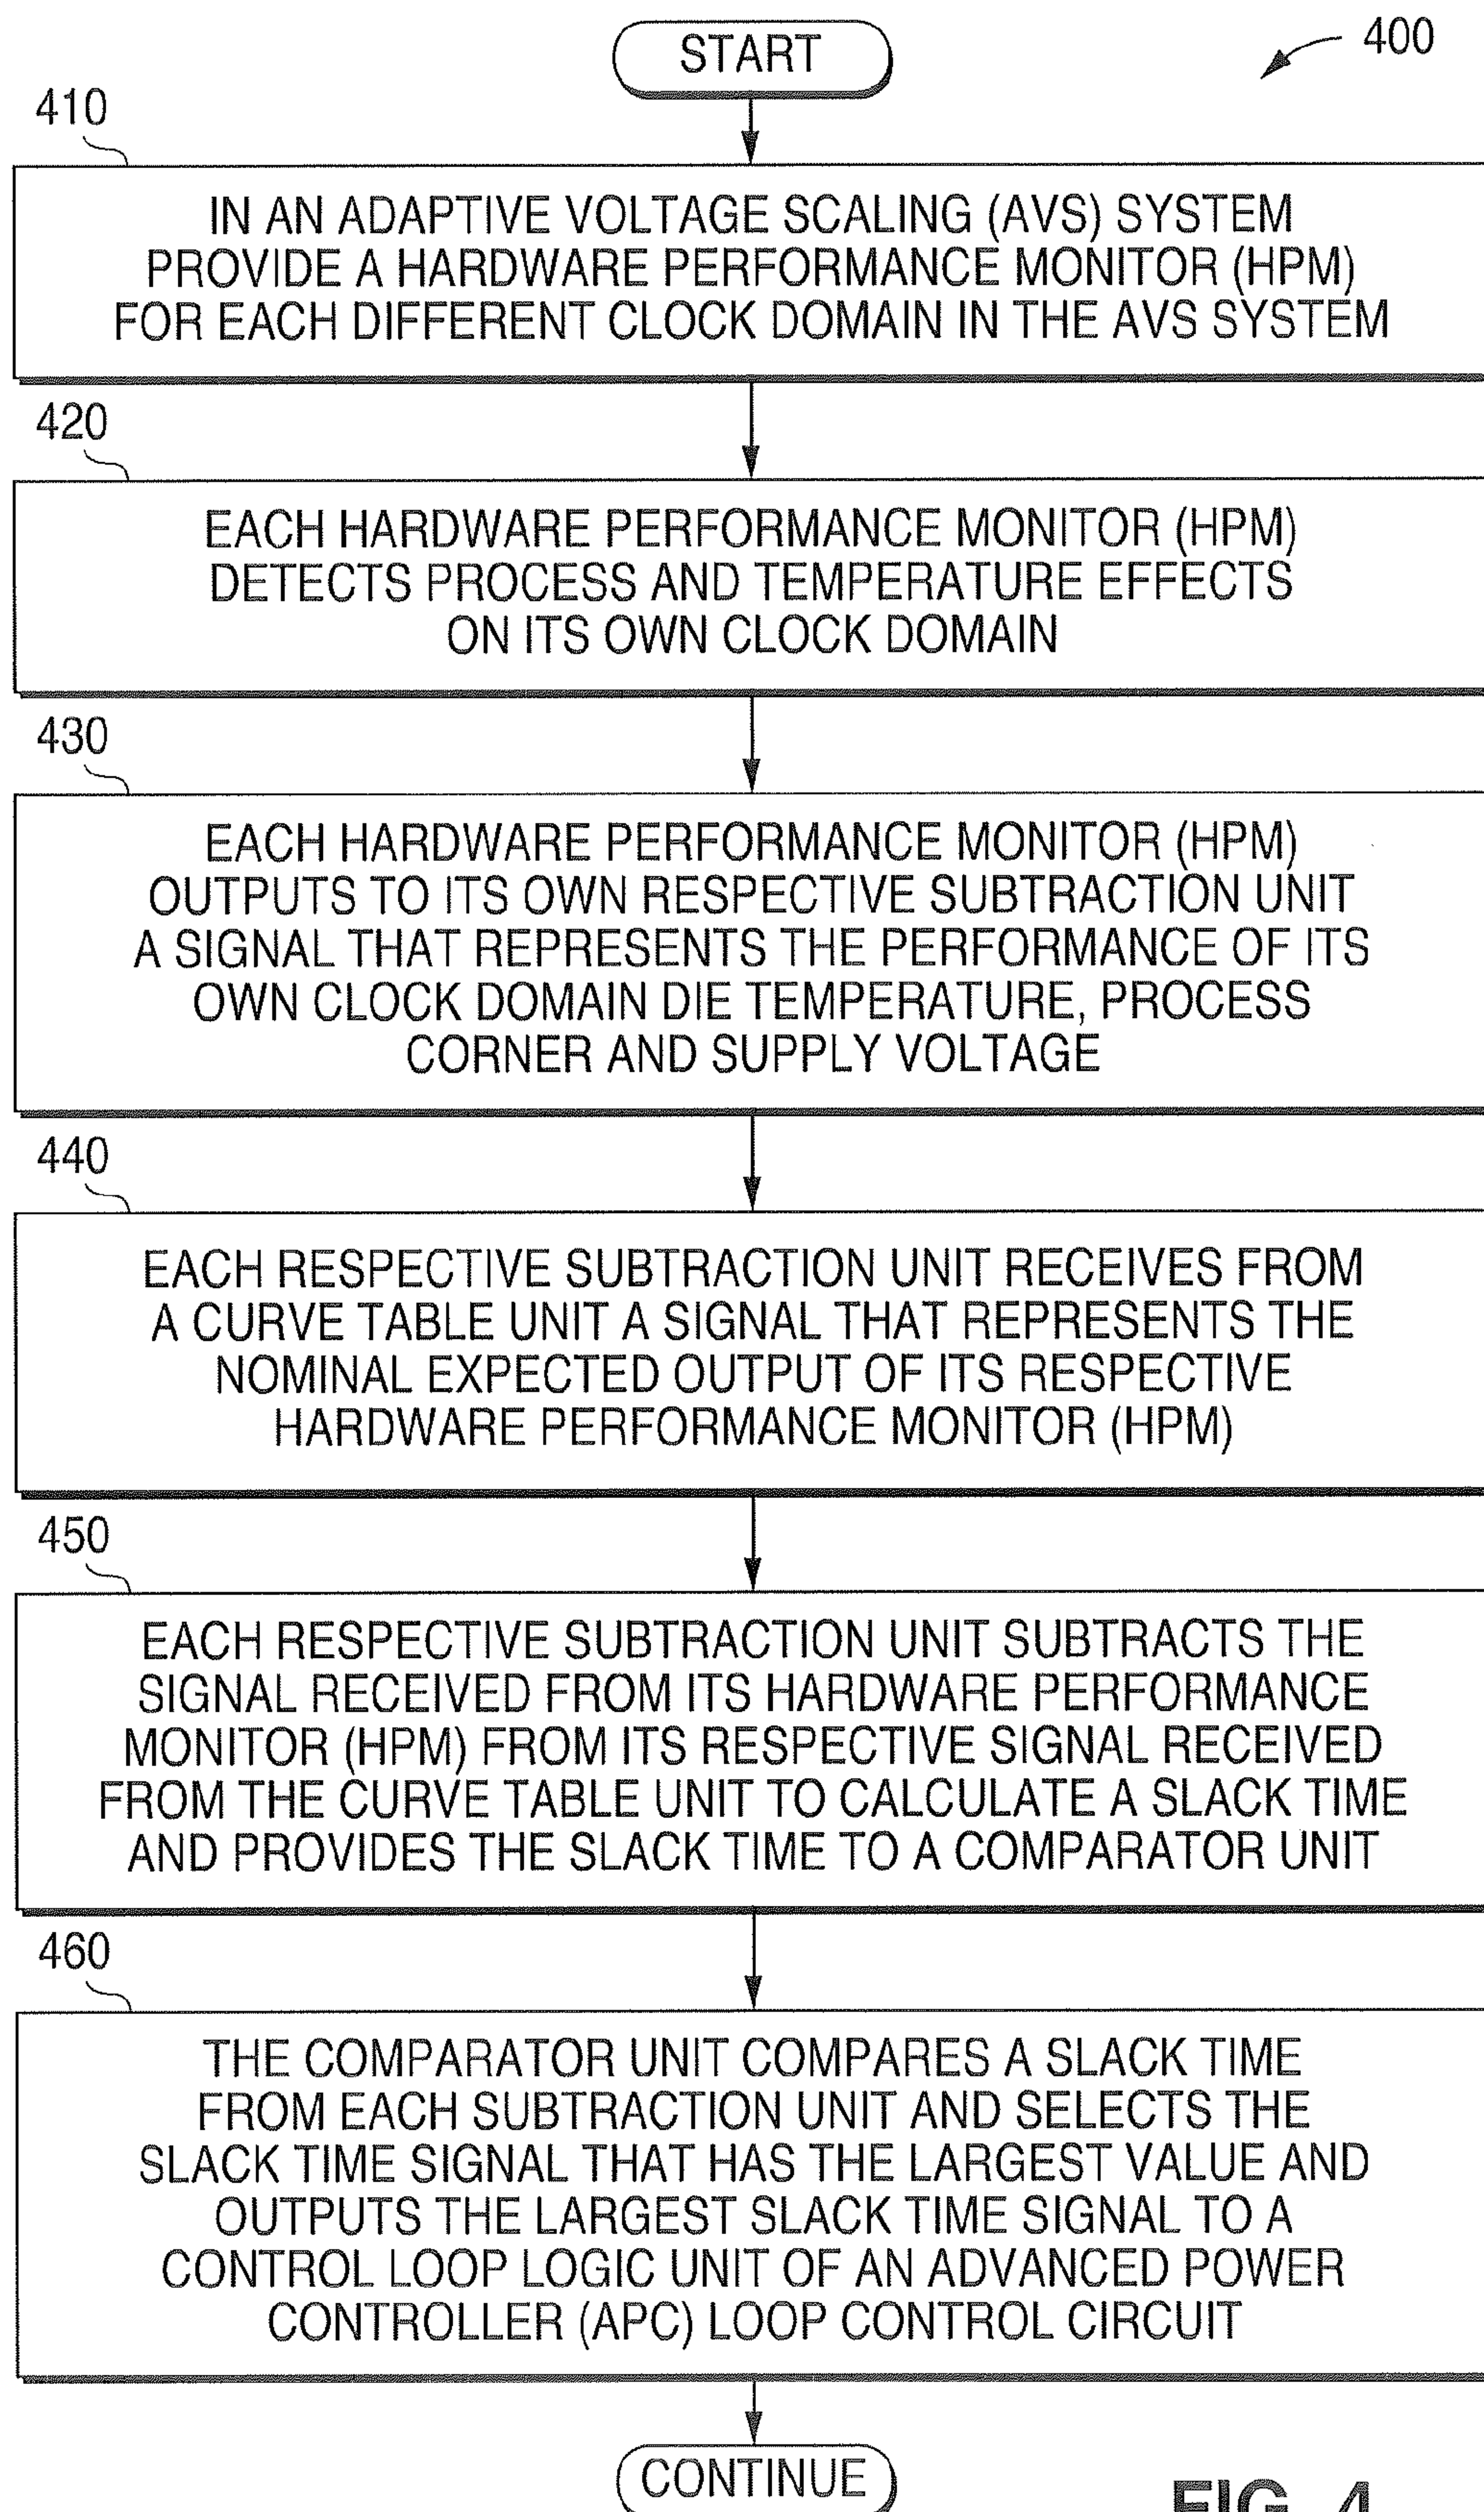 START
400
410
IN AN ADAPTIVE VOLTAGE SCALING (AVS) SYSTEM
PROVIDE A HARDWARE PERFORMANCE MONITOR (HPM)
FOR EACH DIFFERENT CLOCK DOMAIN IN THE AVS SYSTEM
420
EACH HARDWARE PERFORMANCE MONITOR (HPM)
DETECTS PROCESS AND TEMPERATURE EFFECTS
ON ITS OWN CLOCK DOMAIN
430
EACH HARDWARE PERFORMANCE MONITOR (HPM)
OUTPUTS TO ITS OWN RESPECTIVE SUBTRACTION UNIT
A SIGNAL THAT REPRESENTS THE PERFORMANCE OF ITS
OWN CLOCK DOMAIN DIE TEMPERATURE, PROCESS
CORNER AND SUPPLY VOLTAGE
440
EACH RESPECTIVE SUBTRACTION UNIT RECEIVES FROM
A CURVE TABLE UNIT A SIGNAL THAT REPRESENTS THE
NOMINAL EXPECTED OUTPUT OF ITS RESPECTIVE
HARDWARE PERFORMANCE MONITOR (HPM)
450
EACH RESPECTIVE SUBTRACTION UNIT SUBTRACTS THE
SIGNAL RECEIVED FROM ITS HARDWARE PERFORMANCE
MONITOR (HPM) FROM ITS RESPECTIVE SIGNAL RECEIVED
FROM THE CURVE TABLE UNIT TO CALCULATE A SLACK TIME
AND PROVIDES THE SLACK TIME TO A COMPARATOR UNIT
460
THE COMPARATOR UNIT COMPARES A SLACK TIME
FROM EACH SUBTRACTION UNIT AND SELECTS THE
SLACK TIME SIGNAL THAT HAS THE LARGEST VALUE AND
OUTPUTS THE LARGEST SLACK TIME SIGNAL TO A
CONTROL LOOP LOGIC UNIT OF AN ADVANCED POWER
CONTROLLER (APC) LOOP CONTROL CIRCUIT
CONTINUE
FIG. 4